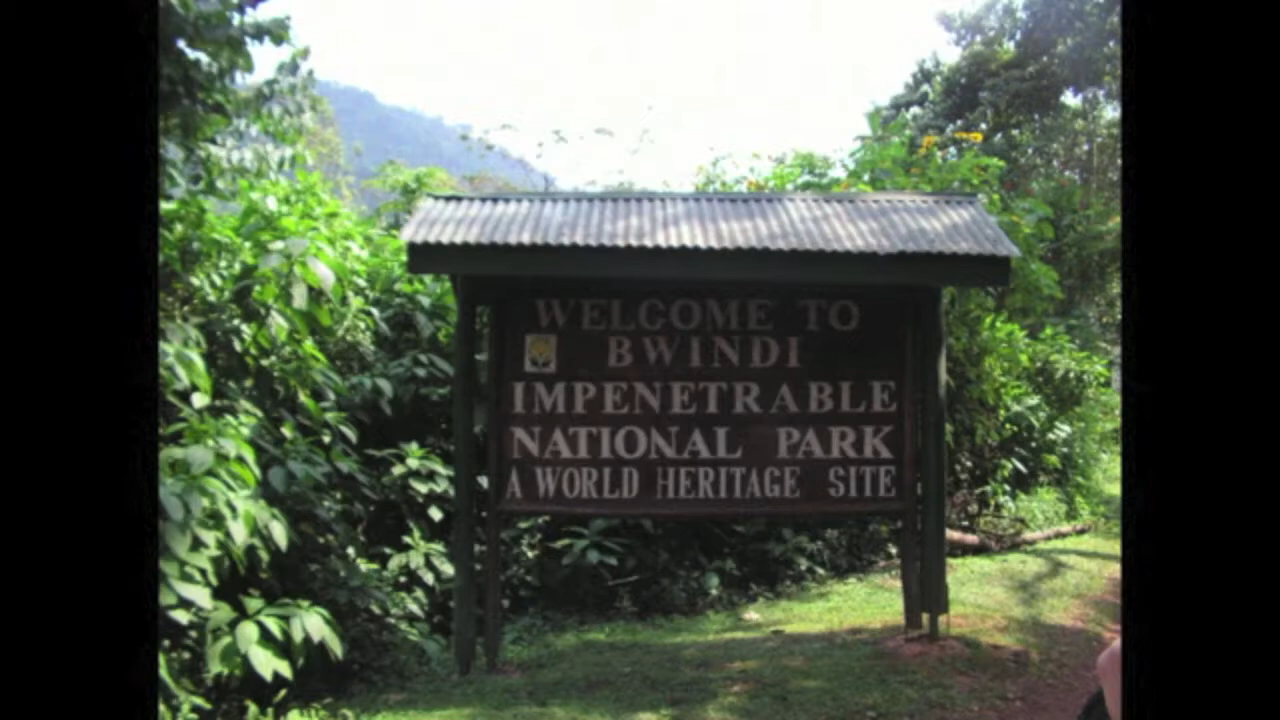 WELCOME TO
BWINDI
IMPENETRABLE
NATIONAL PARK
A WORLD HERITAGE SITE